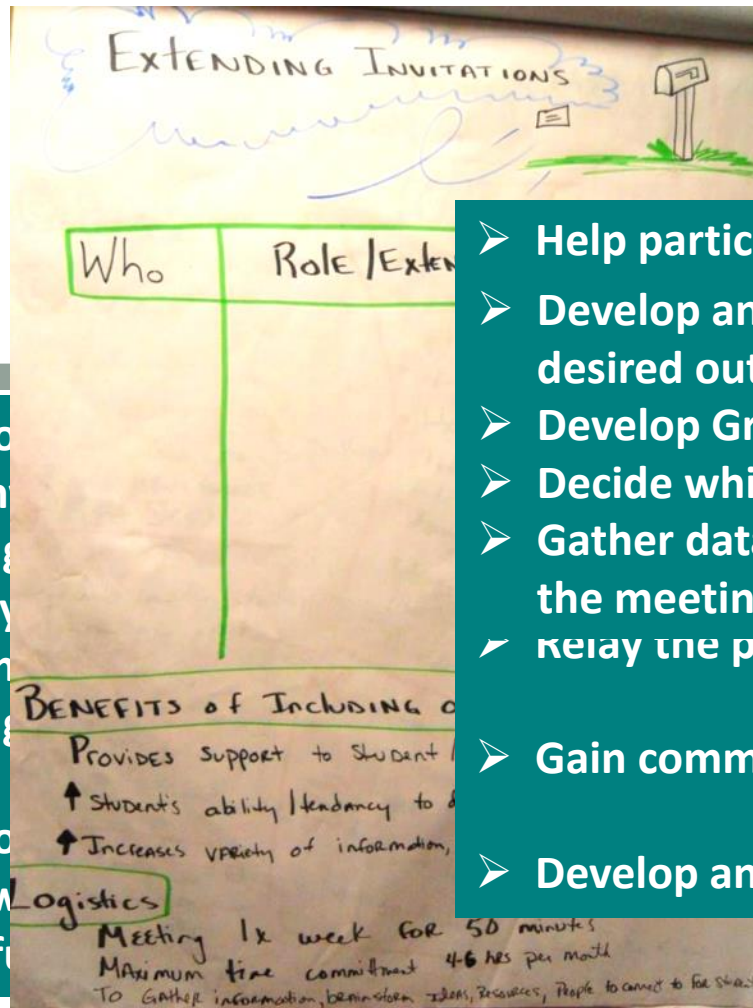 Extending Invitations
Who
Role/Exten
Help partic
Develop an
desired out
Develop Gr
Decide whi
Gather data
the meetin
Relay the p
Gain comm
Develop an
Benefits of Including o
Provides support to Student
↑ Student's ability/tendancy to
↑ Increases variety of information,
Logistics
Meeting 1x week for 50 minutes
Maximum time committment 4-6 hrs per month
To Gather information, brainstorm Ideas, Resources, People to connect to for